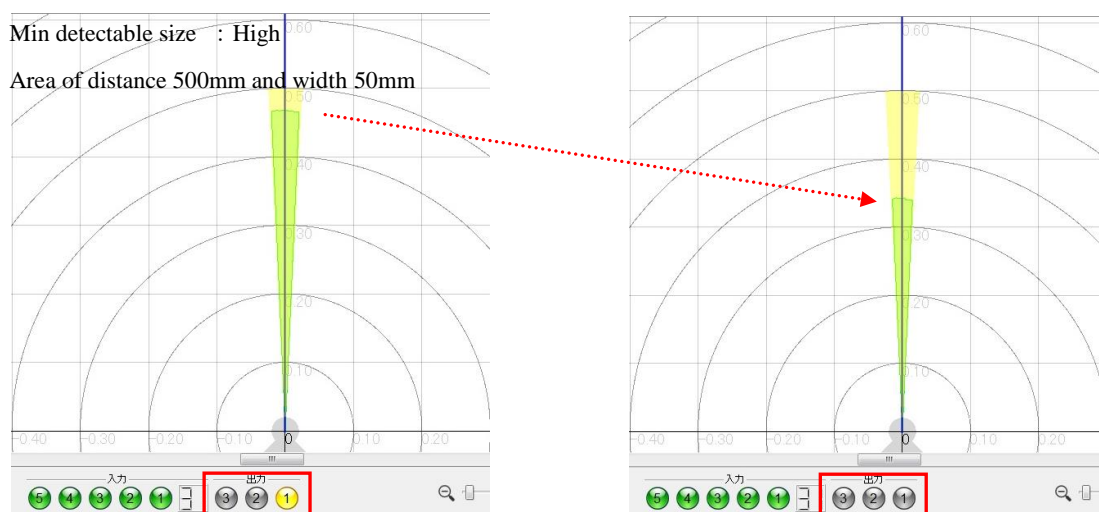 Min detectable size : High
Area of distance 500mm and width 50mm
0.60
0.50
0.40
0.30
0.20
0.10
-0.40 -0.30 -0.20 -0.10 0 0.10 0.20
入力 出力
5 4 3 2 1 3 2 1
0.60
0.50
0.40
0.30
0.20
0.10
-0.40 -0.30 -0.20 -0.10 0 0.10 0.20
入力 出力
5 4 3 2 1 3 2 1